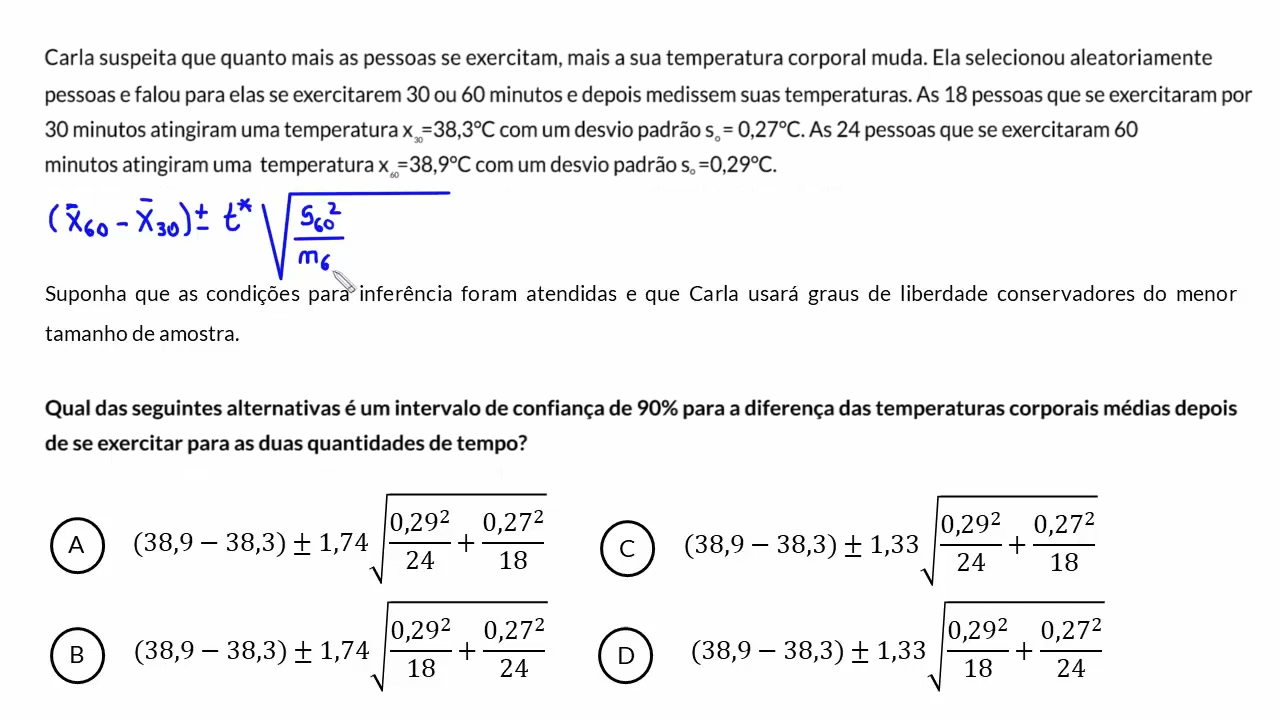 Carla suspeita que quanto mais as pessoas se exercitam, mais a sua temperatura corporal muda. Ela selecionou aleatoriamente
pessoas e falou para elas se exercitarem 30 ou 60 minutos e depois medissem suas temperaturas. As 18 pessoas que se exercitaram por
30 minutos atingiram uma temperatura x₃₀=38,3ºC com um desvio padrão sₒ= 0,27ºC. As 24 pessoas que se exercitaram 60
minutos atingiram uma temperatura x₆₀=38,9ºC com um desvio padrão sₒ=0,29ºC.
(x̄₆₀ - x̄₃₀) ± t* √(s₆₀²/m₆
Suponha que as condições para inferência foram atendidas e que Carla usará graus de liberdade conservadores do menor
tamanho de amostra.
Qual das seguintes alternativas é um intervalo de confiança de 90% para a diferença das temperaturas corporais médias depois
de se exercitar para as duas quantidades de tempo?
A (38,9 − 38,3) ± 1,74 √(0,29²/24 + 0,27²/18)
C (38,9 − 38,3) ± 1,33 √(0,29²/24 + 0,27²/18)
B (38,9 − 38,3) ± 1,74 √(0,29²/18 + 0,27²/24)
D (38,9 − 38,3) ± 1,33 √(0,29²/18 + 0,27²/24)